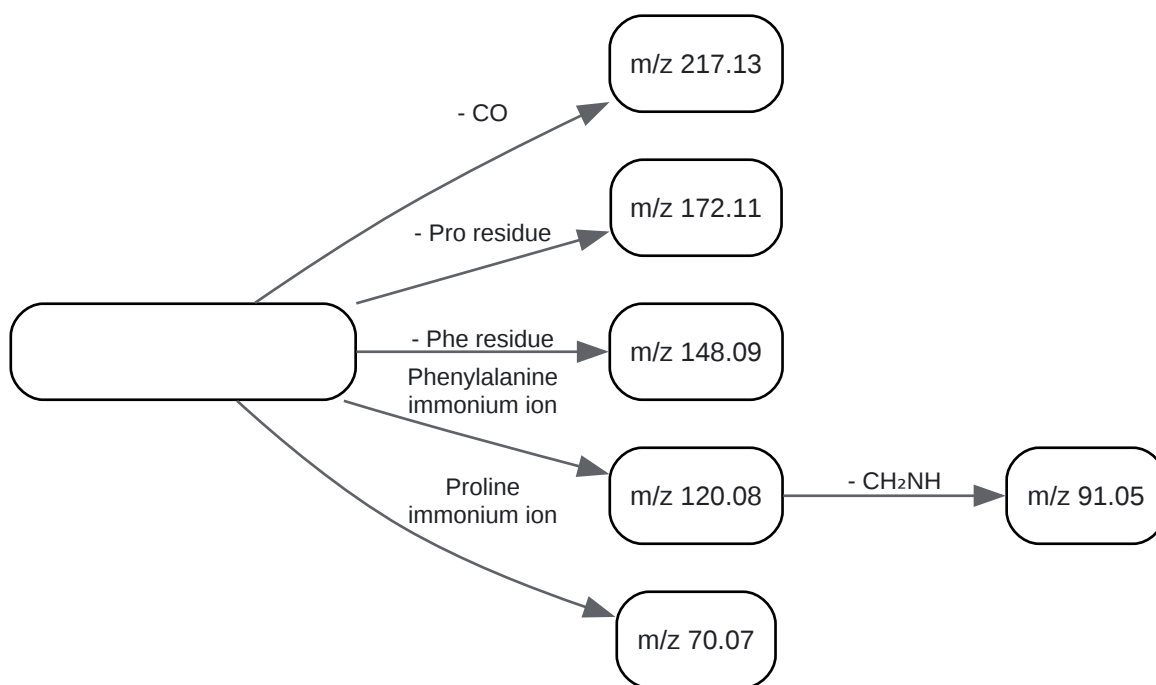 m/z 217.13
- CO
m/z 172.11
- Pro residue
- Phe residue
m/z 148.09
Phenylalanine
immonium ion
m/z 120.08
- CH₂NH
m/z 91.05
Proline
immonium ion
m/z 70.07